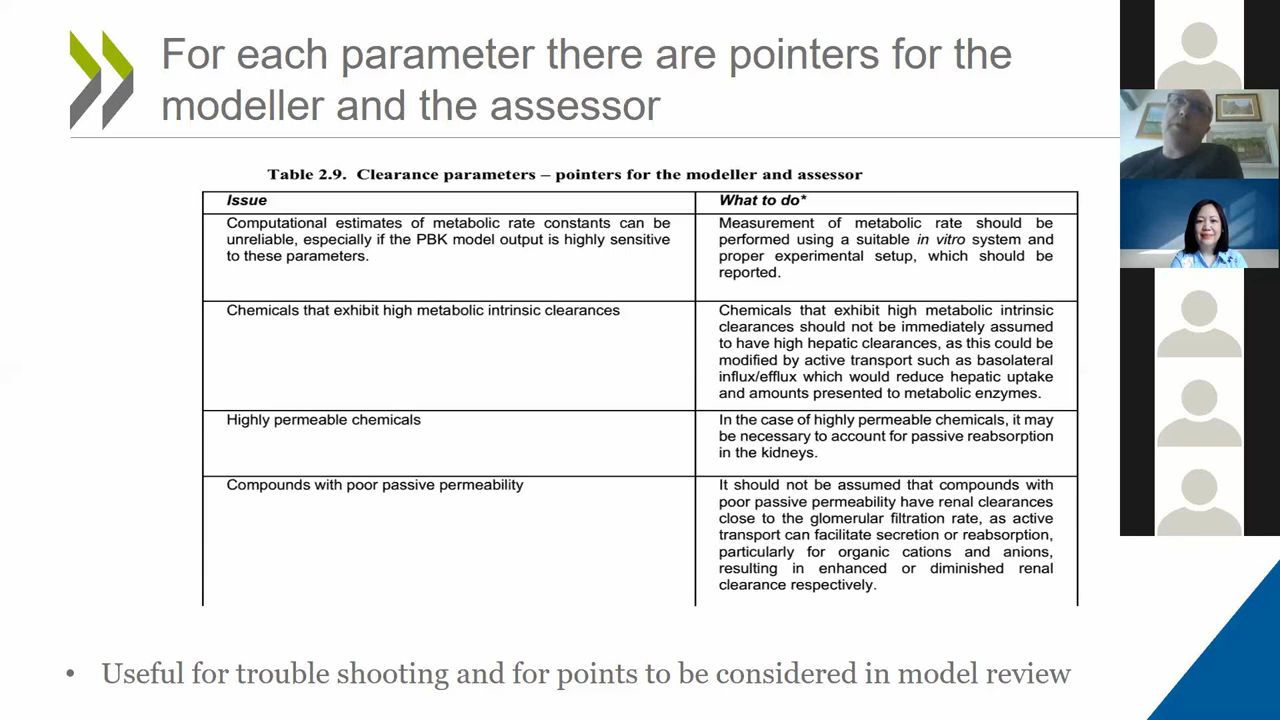 For each parameter there are pointers for the
modeller and the assessor
Table 2.9. Clearance parameters – pointers for the modeller and assessor
Issue
What to do*
Computational estimates of metabolic rate constants can be
unreliable, especially if the PBK model output is highly sensitive
to these parameters.
Measurement of metabolic rate should be
performed using a suitable in vitro system and
proper experimental setup, which should be
reported.
Chemicals that exhibit high metabolic intrinsic clearances
Chemicals that exhibit high metabolic intrinsic
clearances should not be immediately assumed
to have high hepatic clearances, as this could be
modified by active transport such as basolateral
influx/efflux which would reduce hepatic uptake
and amounts presented to metabolic enzymes.
Highly permeable chemicals
In the case of highly permeable chemicals, it may
be necessary to account for passive reabsorption
in the kidneys.
Compounds with poor passive permeability
It should not be assumed that compounds with
poor passive permeability have renal clearances
close to the glomerular filtration rate, as active
transport can facilitate secretion or reabsorption,
particularly for organic cations and anions,
resulting in enhanced or diminished renal
clearance respectively.
• Useful for trouble shooting and for points to be considered in model review